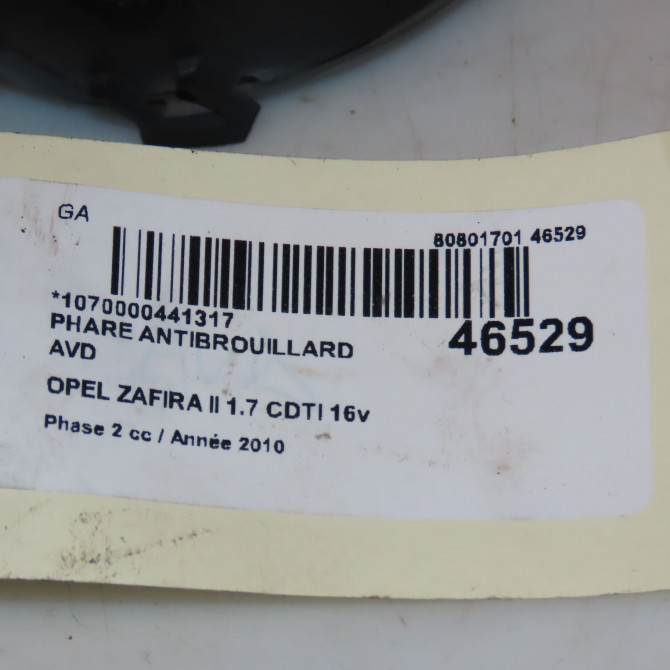 GA
80801701 46529
*1070000441317
46529
PHARE ANTIBROUILLARD
AVD
OPEL ZAFIRA II 1.7 CDTI 16v
Phase 2 cc / Année 2010